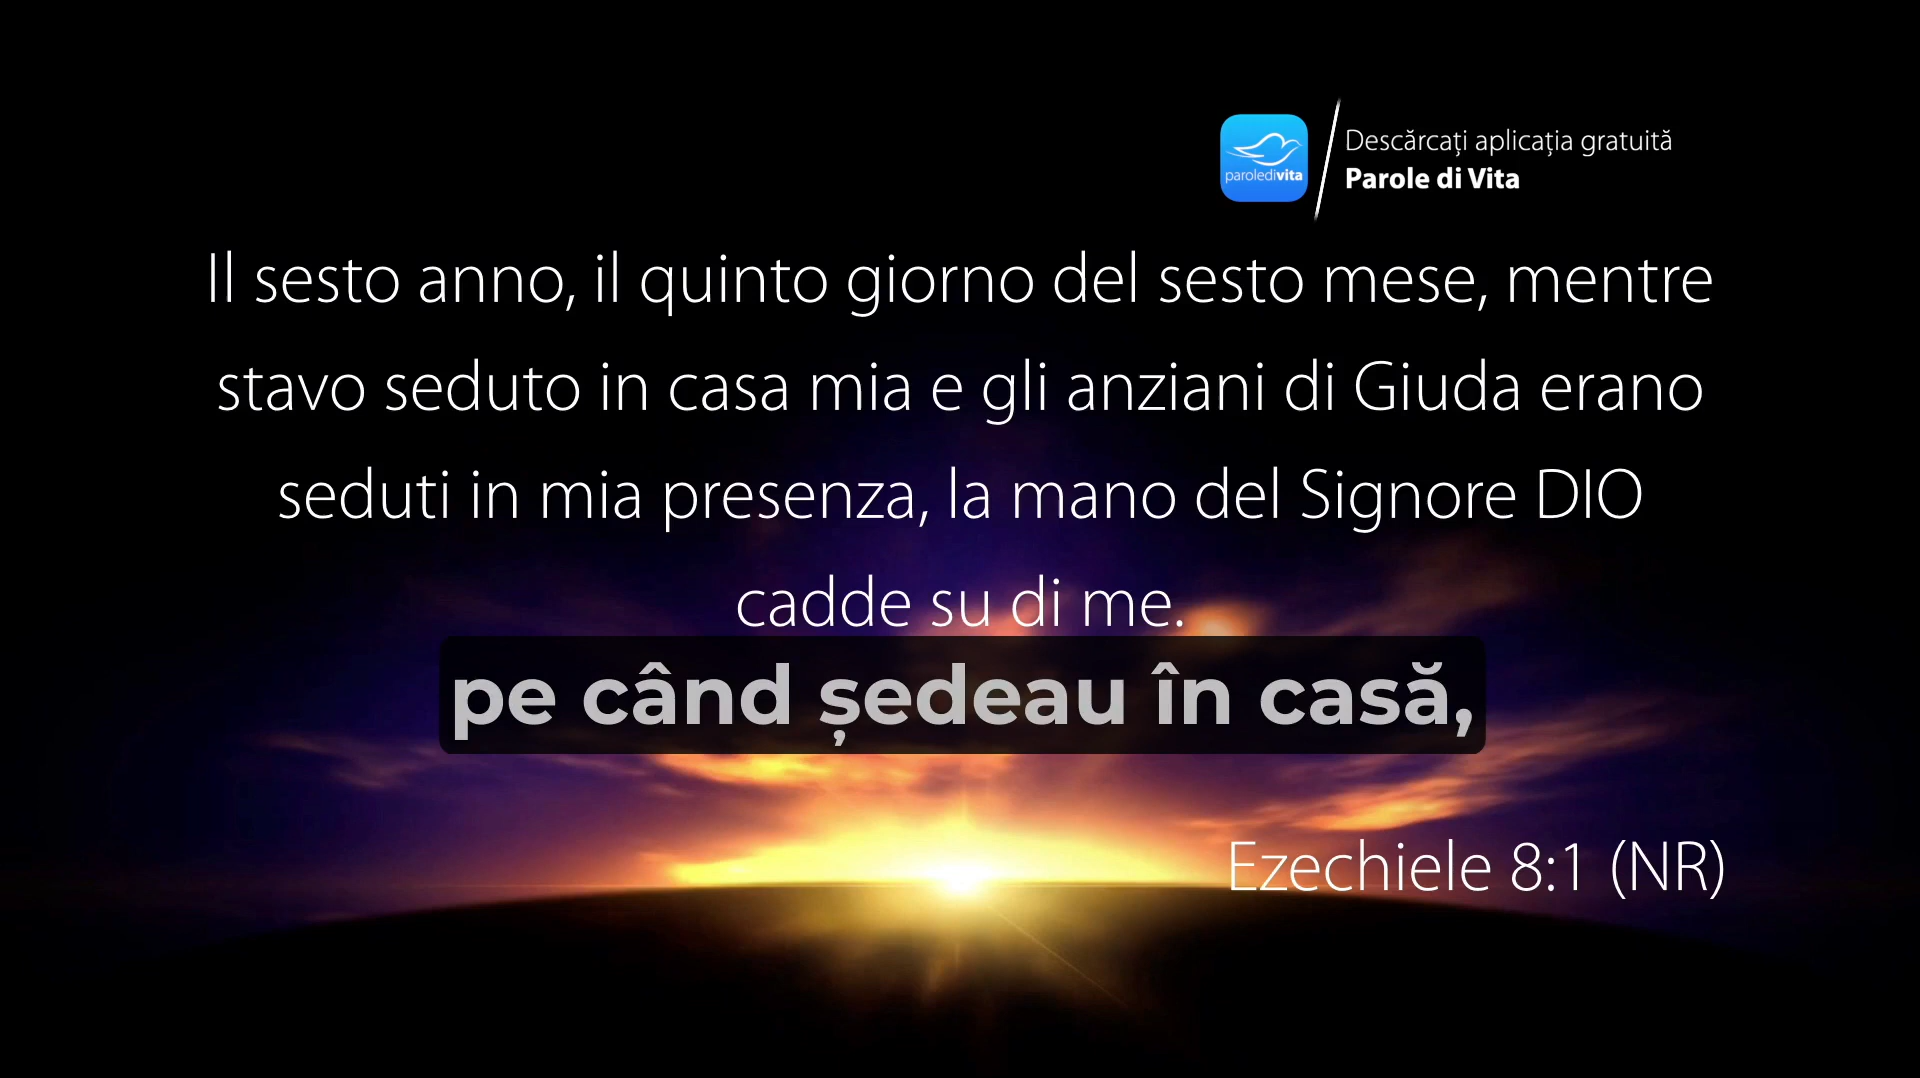 paroledivita
Descărcați aplicația gratuită
Parole di Vita
Il sesto anno, il quinto giorno del sesto mese, mentre
stavo seduto in casa mia e gli anziani di Giuda erano
seduti in mia presenza, la mano del Signore DIO
cadde su di me.
pe când ședeau în casă,
Ezechiele 8:1 (NR)